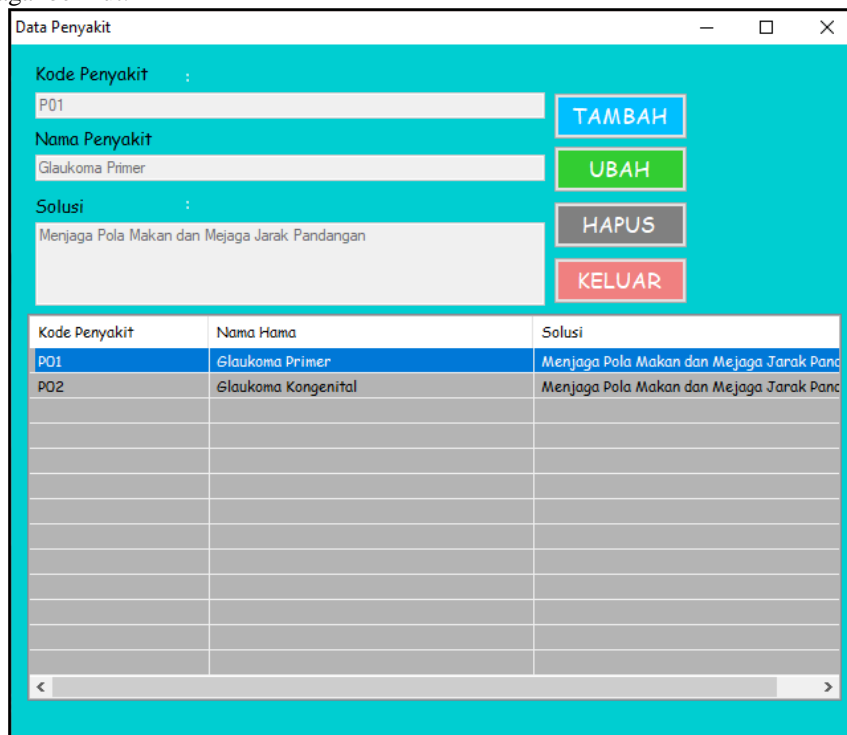 Data Penyakit
Kode Penyakit :
P01
TAMBAH
Nama Penyakit
Glaukoma Primer
UBAH
Solusi :
Menjaga Pola Makan dan Mejaga Jarak Pandangan
HAPUS
KELUAR
Kode Penyakit Nama Hama Solusi
P01 Glaukoma Primer Menjaga Pola Makan dan Mejaga Jarak Pand
P02 Glaukoma Kongenital Menjaga Pola Makan dan Mejaga Jarak Pand